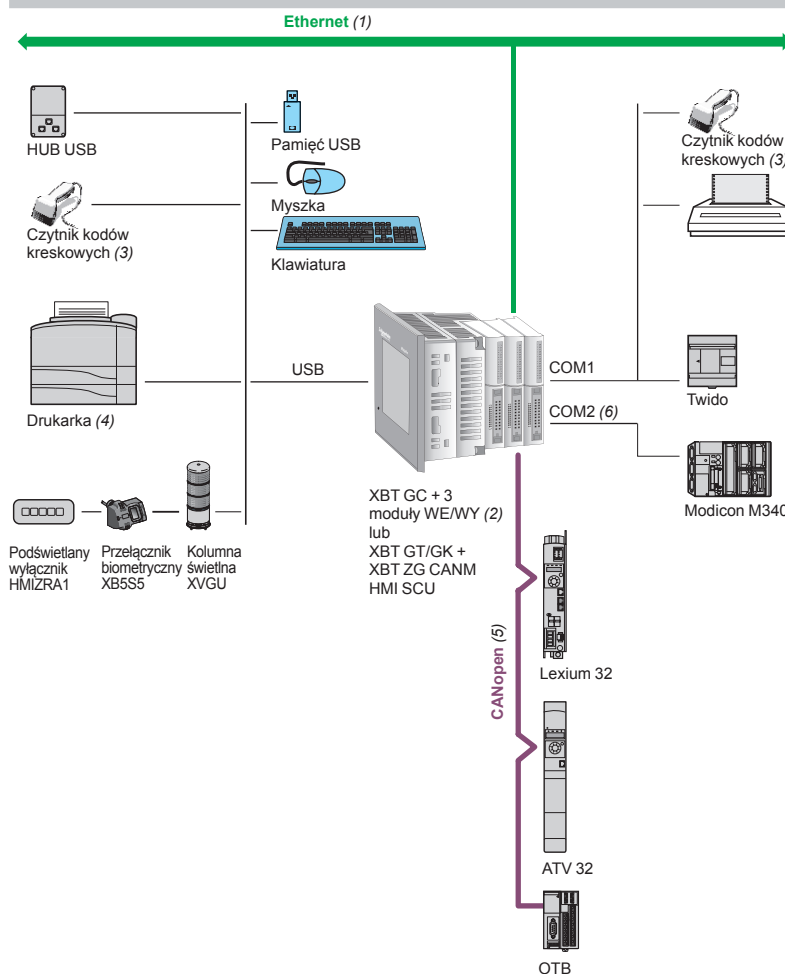 Ethernet (1)
HUB USB
Pamięć USB
Czytnik kodów
kreskowych (3)
Myszka
Czytnik kodów
kreskowych (3)
Klawiatura
USB
COM1
Drukarka (4)
COM2 (6)
Twido
XBT GC + 3
moduły WE/WY (2)
lub
XBT GT/GK +
XBT ZG CANM
HMI SCU
Modicon M340
Podświetlany
wyłącznik
HMIZRA1
Przełącznik
biometryczny
XB5S5
Kolumna
świetlna
XVGU
CANopen (5)
Lexium 32
ATV 32
OTB